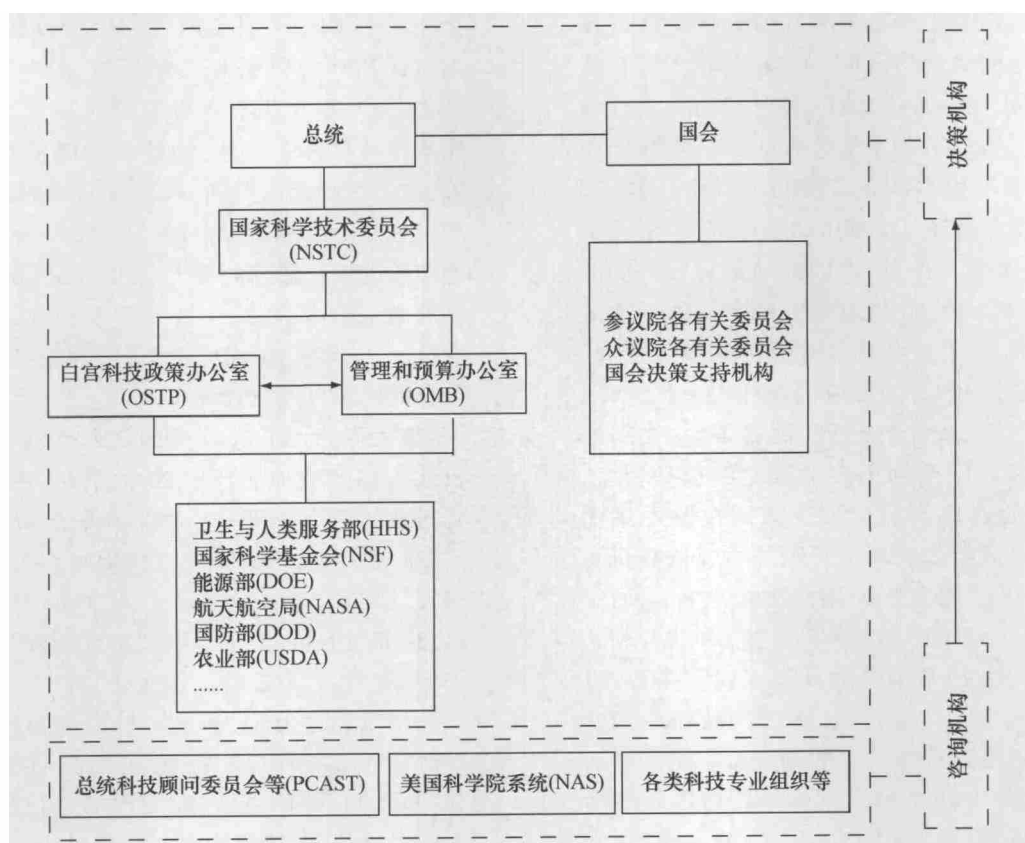 总统
国会
决策机构
国家科学技术委员会
(NSTC)
参议院各有关委员会
众议院各有关委员会
国会决策支持机构
白宫科技政策办公室
(OSTP)
管理和预算办公室
(OMB)
卫生与人类服务部(HHS)
国家科学基金会(NSF)
能源部(DOE)
航天航空局(NASA)
国防部(DOD)
农业部(USDA)
......
咨询机构
总统科技顾问委员会等(PCAST)
美国科学院系统(NAS)
各类科技专业组织等